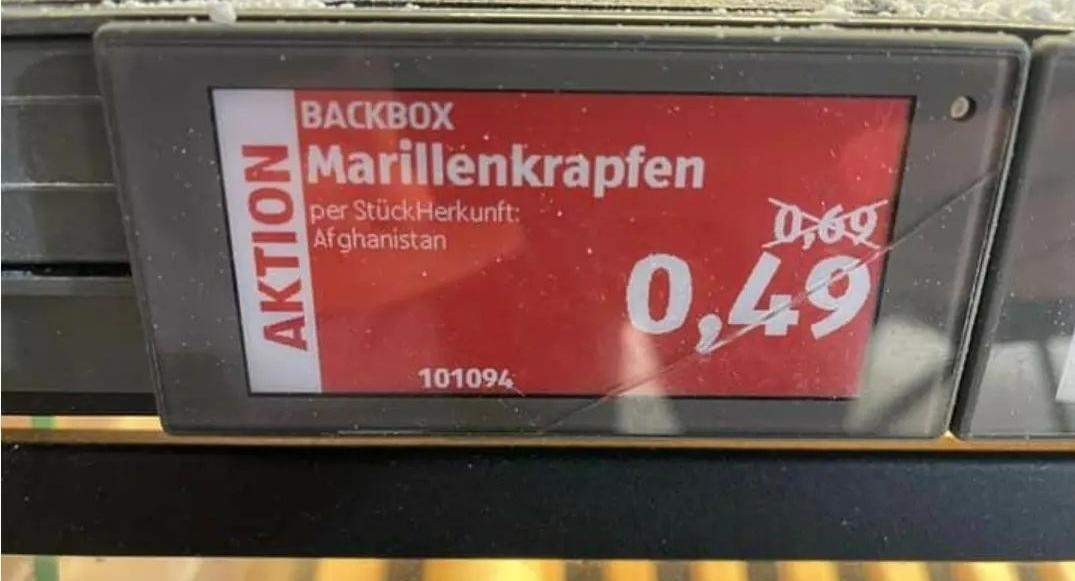 AKTION
BACKBOX
Marillenkrapfen
per StückHerkunft:
Afghanistan
0,69
0,49
101094